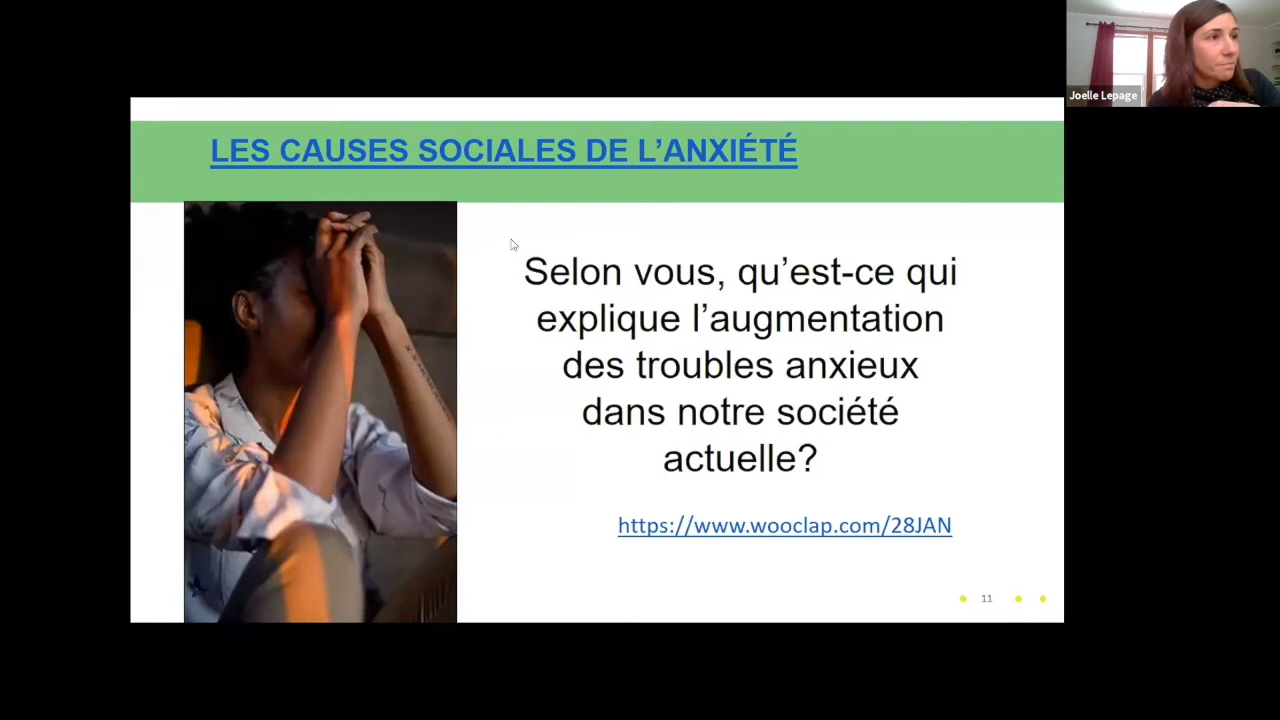 Joelle Lepage
LES CAUSES SOCIALES DE L’ANXIÉTÉ
Selon vous, qu’est-ce qui
explique l’augmentation
des troubles anxieux
dans notre société
actuelle?
https://www.wooclap.com/28JAN
11